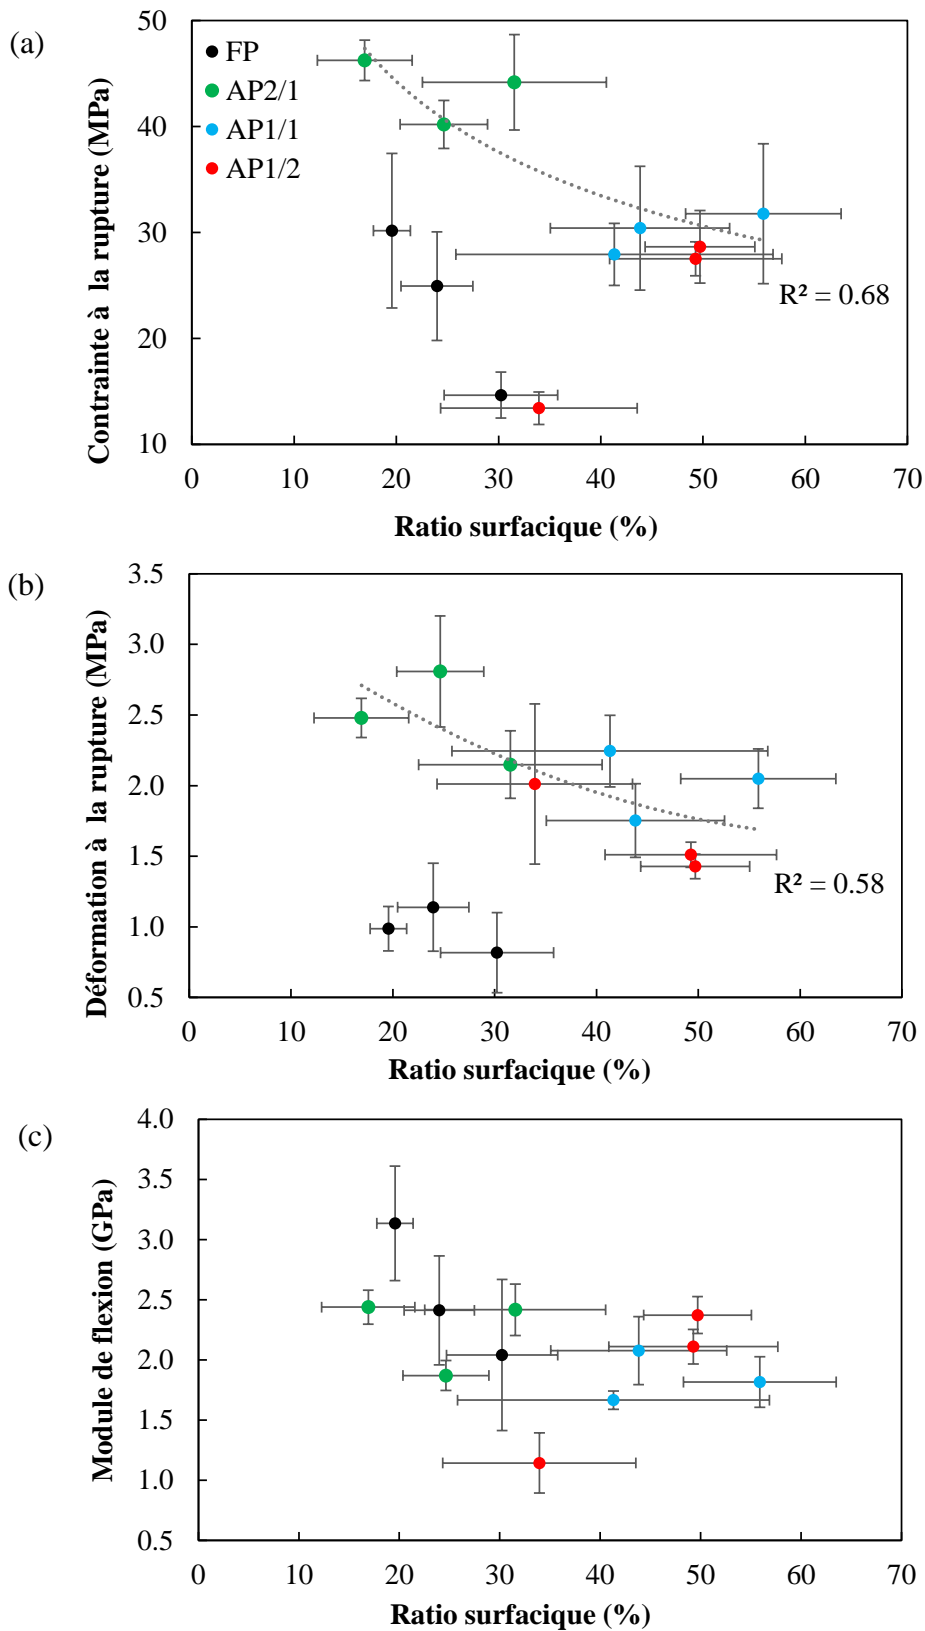 (a)
Contrainte à la rupture (MPa)
50
40
30
20
10
FP
AP2/1
AP1/1
AP1/2
R² = 0.68
0 10 20 30 40 50 60 70
Ratio surfacique (%)
(b)
Déformation à la rupture (MPa)
3.5
3.0
2.5
2.0
1.5
1.0
0.5
R² = 0.58
0 10 20 30 40 50 60 70
Ratio surfacique (%)
(c)
Module de flexion (GPa)
4.0
3.5
3.0
2.5
2.0
1.5
1.0
0.5
0 10 20 30 40 50 60 70
Ratio surfacique (%)